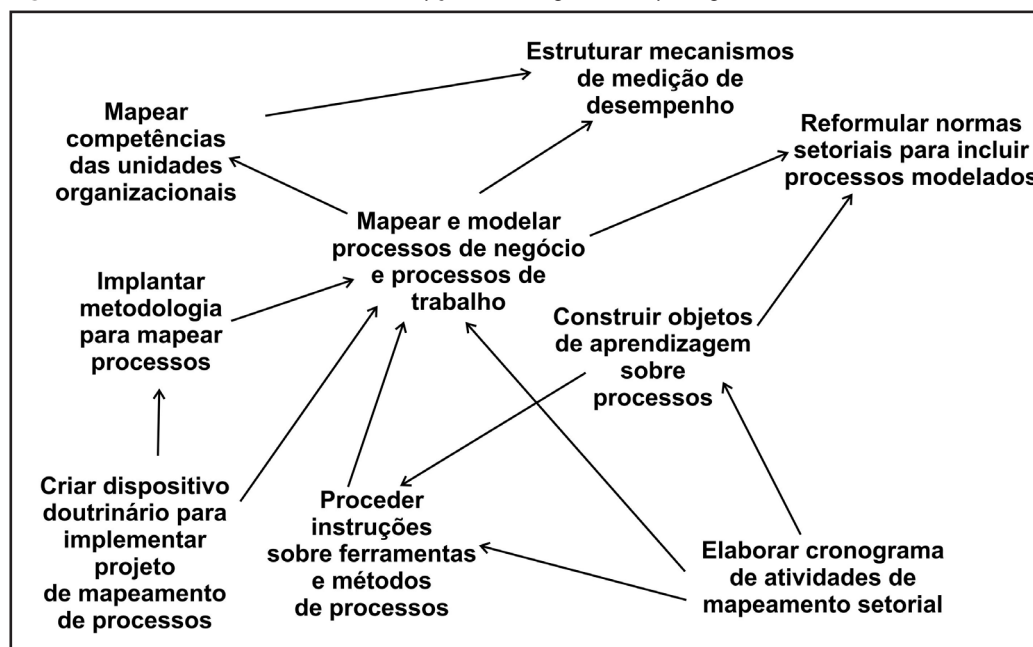 Estruturar mecanismos
de medição de
desempenho
Mapear
competências
das unidades
organizacionais
Reformular normas
setoriais para incluir
processos modelados
Mapear e modelar
processos de negócio
e processos de
trabalho
Implantar
metodologia
para mapear
processos
Construir objetos
de aprendizagem
sobre
processos
Criar dispositivo
doutrinário para
implementar
projeto
de mapeamento
de processos
Proceder
instruções
sobre ferramentas
e métodos
de processos
Elaborar cronograma
de atividades de
mapeamento setorial